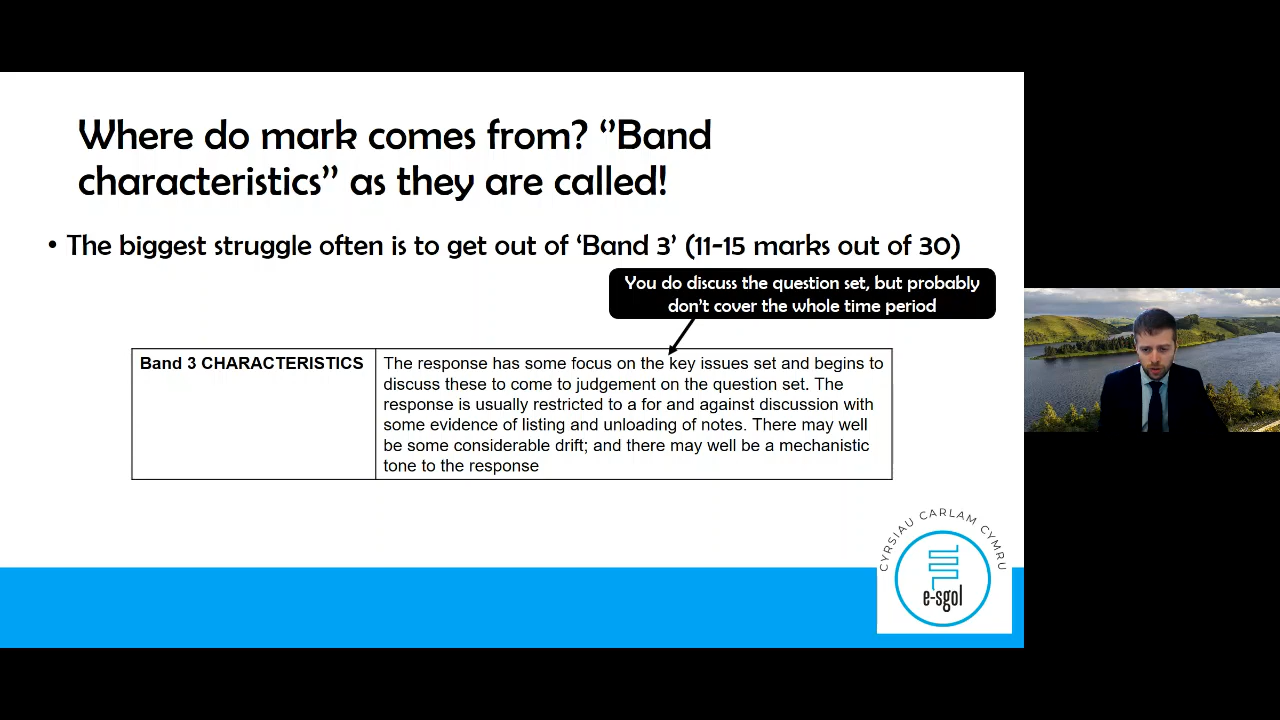 Where do mark comes from? ‘’Band
characteristics” as they are called!
• The biggest struggle often is to get out of ‘Band 3’ (11-15 marks out of 30)
You do discuss the question set, but probably
don’t cover the whole time period
Band 3 CHARACTERISTICS
The response has some focus on the key issues set and begins to
discuss these to come to judgement on the question set. The
response is usually restricted to a for and against discussion with
some evidence of listing and unloading of notes. There may well
be some considerable drift; and there may well be a mechanistic
tone to the response
CYRSIAU CARLAM CYMRU
e-sgol